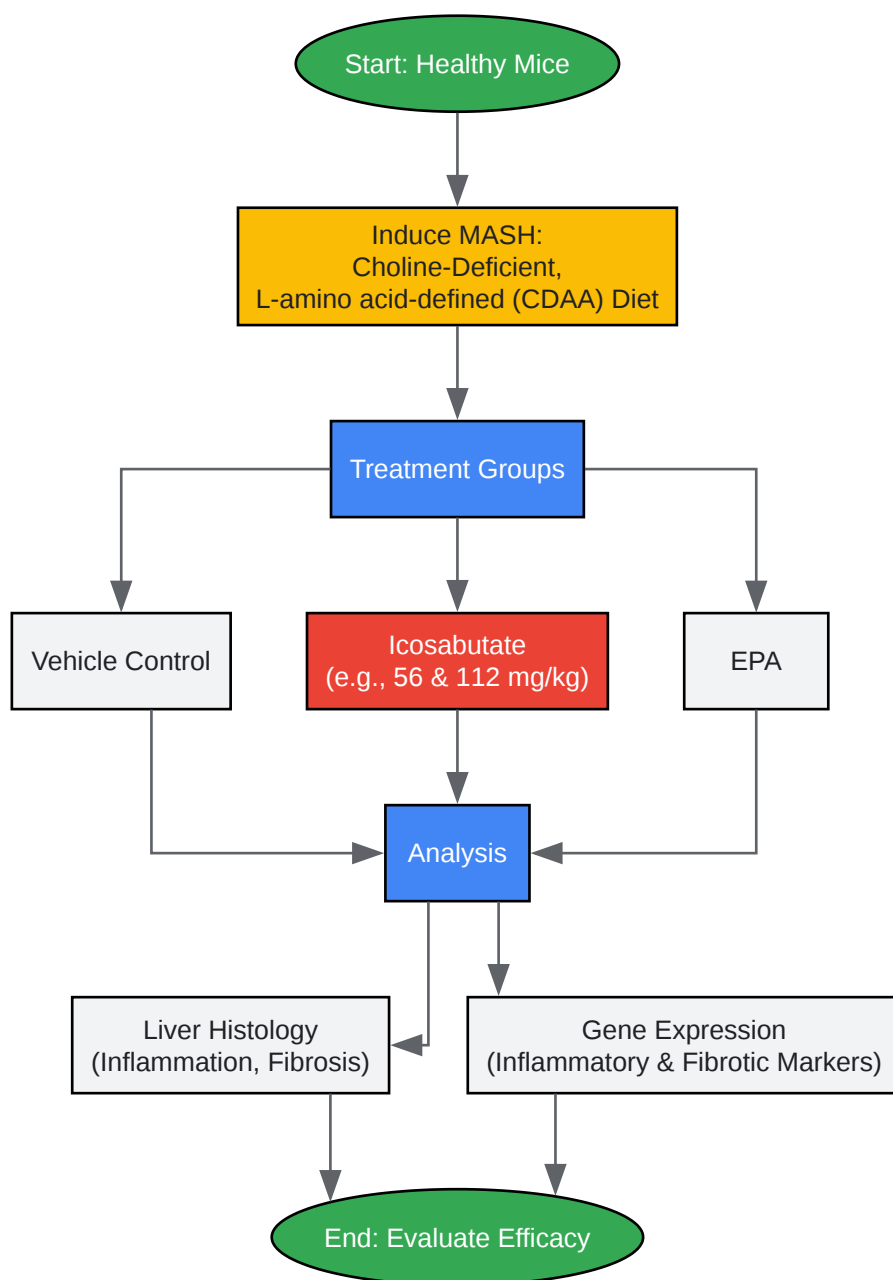 Start: Healthy Mice
Induce MASH:
Choline-Deficient,
L-amino acid-defined (CDAA) Diet
Treatment Groups
Vehicle Control
Icosabutate
(e.g., 56 & 112 mg/kg)
EPA
Analysis
Liver Histology
(Inflammation, Fibrosis)
Gene Expression
(Inflammatory & Fibrotic Markers)
End: Evaluate Efficacy